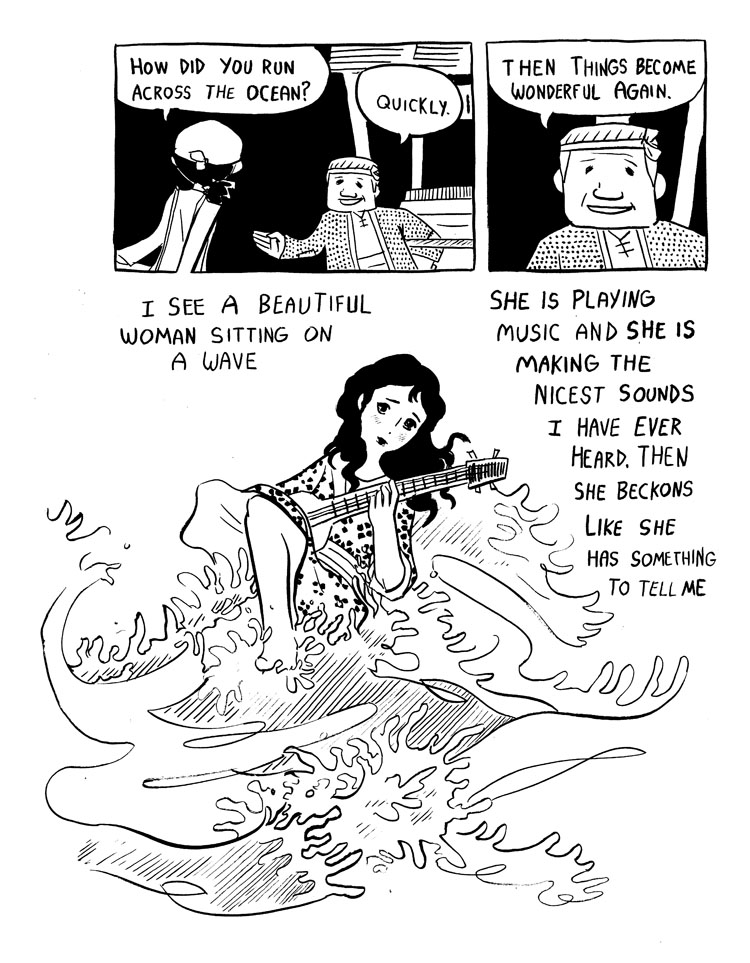 HOW DID YOU RUN
ACROSS THE OCEAN?
QUICKLY.
THEN THINGS BECOME
WONDERFUL AGAIN.
I SEE A BEAUTIFUL
WOMAN SITTING ON
A WAVE
SHE IS PLAYING
MUSIC AND SHE IS
MAKING THE
NICEST SOUNDS
I HAVE EVER
HEARD. THEN
SHE BECKONS
LIKE SHE
HAS SOMETHING
TO TELL ME